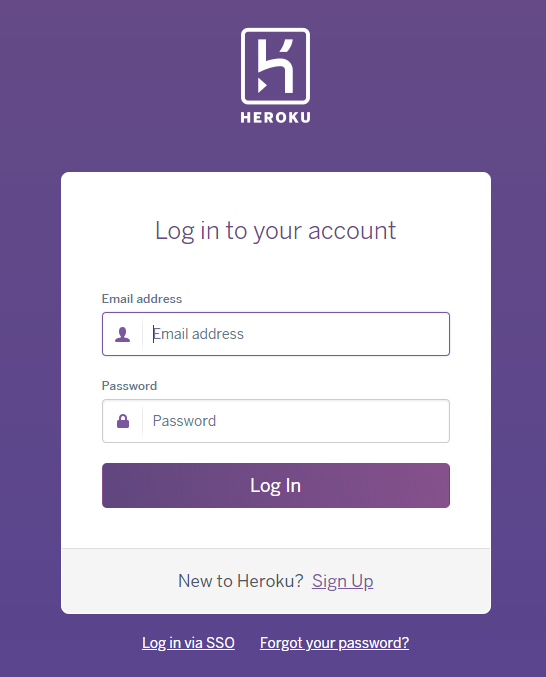 HEROKU
Log in to your account
Email address
Email address
Password
Password
Log In
New to Heroku? Sign Up
Log in via SSO Forgot your password?